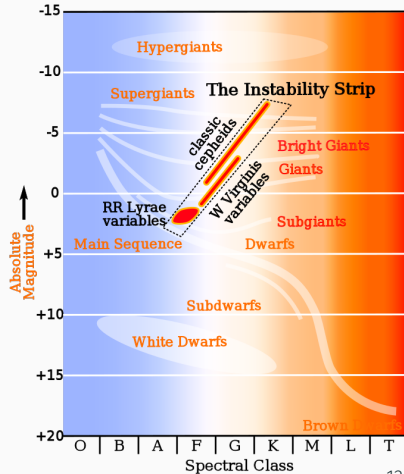 -15
-10
-5
0
+5
+10
+15
+20
Absolute
Magnitude
Hypergiants
Supergiants
The Instability Strip
classic
cepheids
Bright Giants
Giants
W Virginis
variables
RR Lyrae
variables
Subgiants
Main Sequence
Dwarfs
Subdwarfs
White Dwarfs
Brown Dwarfs
O B A F G K M L T
Spectral Class